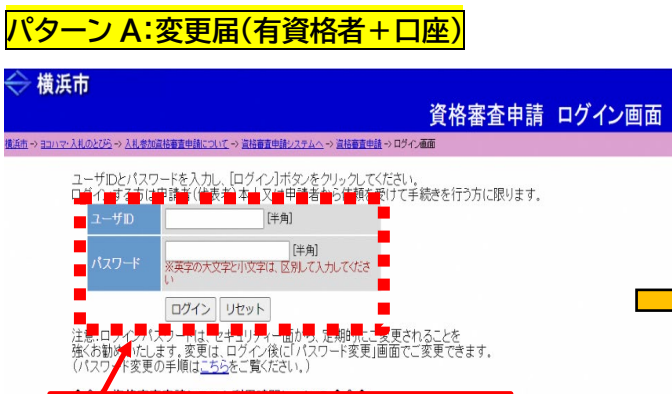 パターンA：変更届（有資格者＋口座）
横浜市
資格審査申請 ログイン画面
横浜市 -> ヨコハマ・入札のとびら -> 入札参加資格審査申請について -> 資格審査申請システムへ -> 資格審査申請 -> ログイン画面
ユーザIDとパスワードを入力し、[ログイン]ボタンをクリックしてください。
ログインする方は申請者(代表者)本人又は申請者から依頼を受けて手続きを行う方に限ります。
ユーザID [半角]
パスワード [半角]
※英字の大文字と小文字は、区別して入力してください
ログイン リセット
注意:ログインパスワードは、セキュリティー面から、定期的にご変更されることを
強くお勧めいたします。変更は、ログイン後に「パスワード変更」画面でご変更できます。
(パスワード変更の手順はこちらをご覧ください。)